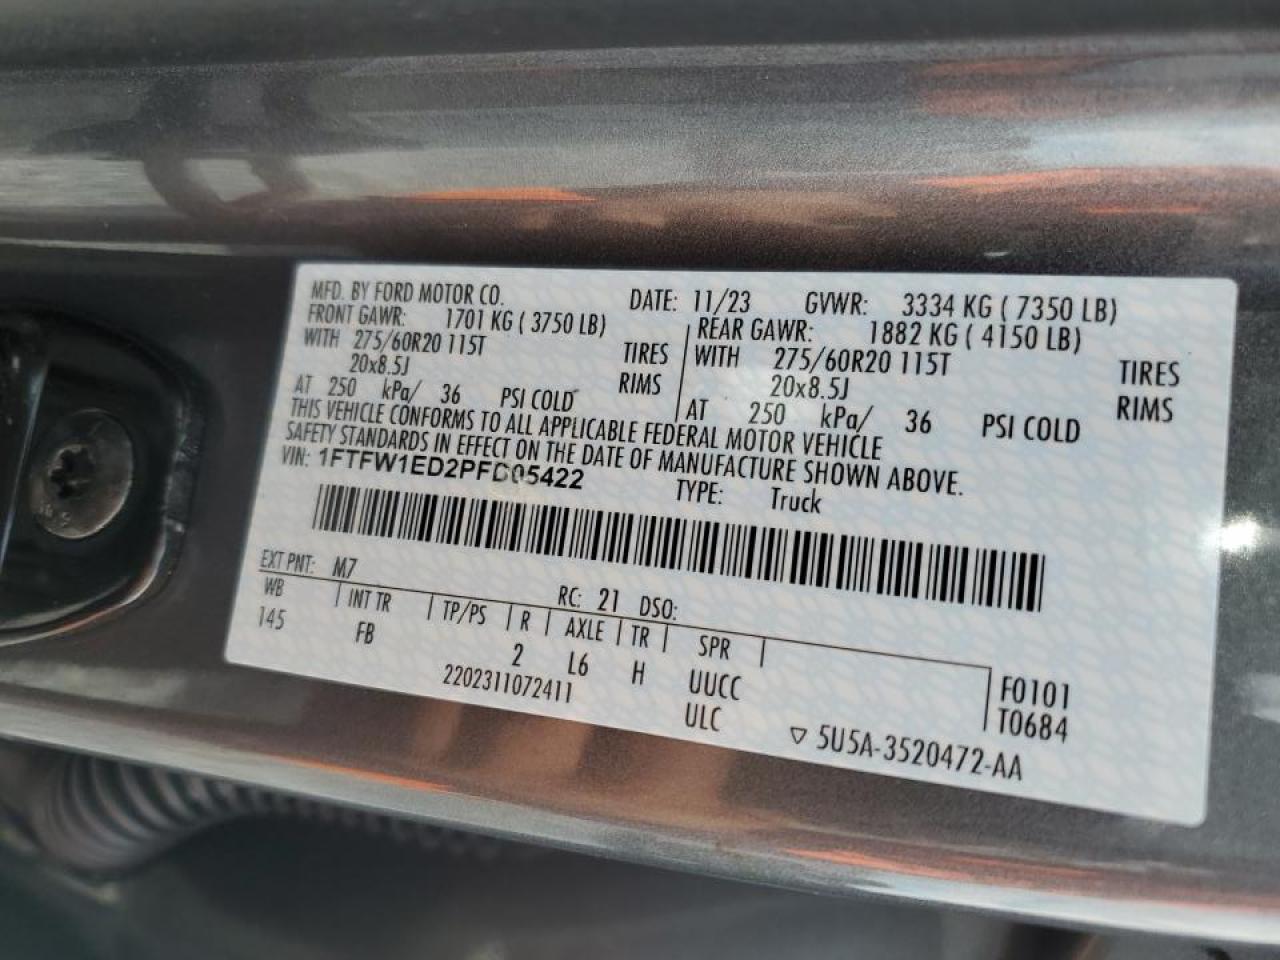 MFD. BY FORD MOTOR CO. DATE: 11/23 GVWR: 3334 KG ( 7350 LB)
FRONT GAWR: 1701 KG ( 3750 LB) REAR GAWR: 1882 KG ( 4150 LB)
WITH 275/60R20 115T TIRES WITH 275/60R20 115T TIRES
20x8.5J RIMS 20x8.5J RIMS
AT 250 kPa/ 36 PSI COLD AT 250 kPa/ 36 PSI COLD
THIS VEHICLE CONFORMS TO ALL APPLICABLE FEDERAL MOTOR VEHICLE
SAFETY STANDARDS IN EFFECT ON THE DATE OF MANUFACTURE SHOWN ABOVE.
VIN: TYPE: Truck
EXT PNT: M7 RC: 21 DSO:
WB INT TR TP/PS R AXLE TR SPR
145 FB 2 L6 H UUCC F0101
2202311072411 ULC T0684
▽ 5U5A-3520472-AA